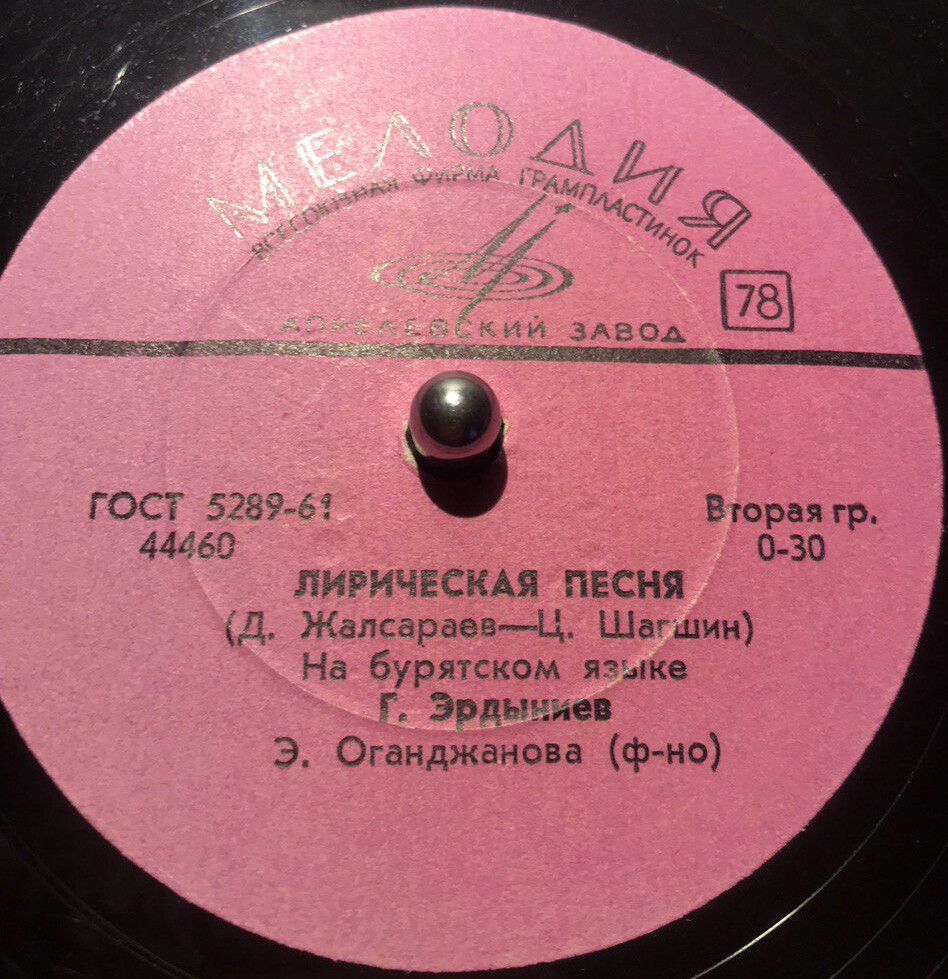 МЕЛОДИЯ
ВСЕСОЮЗНАЯ ФИРМА ГРАМПЛАСТИНОК
78
АПРЕЛЕВСКИЙ ЗАВОД
ГОСТ 5289-61
44460
Вторая гр.
0-30
ЛИРИЧЕСКАЯ ПЕСНЯ
(Д. Жалсараев—Ц. Шагшин)
На бурятском языке
Г. Эрдыниев
Э. Оганджанова (ф-но)